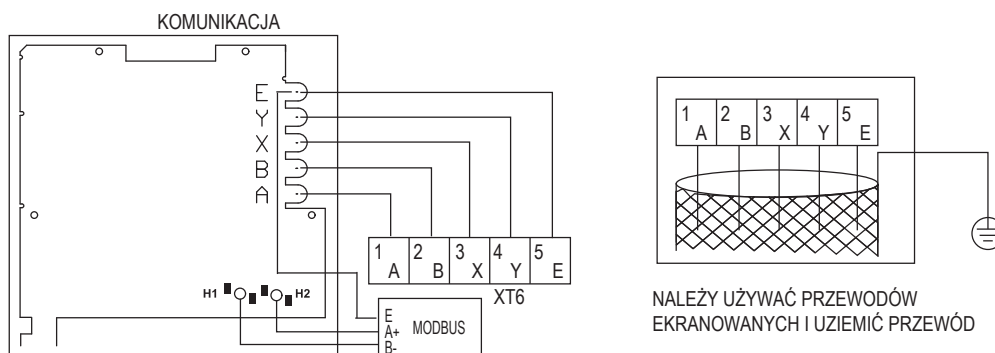 KOMUNIKACJA
E
Y
X
B
A
1 2 3 4 5
A B X Y E
XT6
H1 H2
E
A+
B-
MODBUS
1 2 3 4 5
A B X Y E
NALEŻY UŻYWAĆ PRZEWODÓW
EKRANOWANYCH I UZIEMIĆ PRZEWÓD